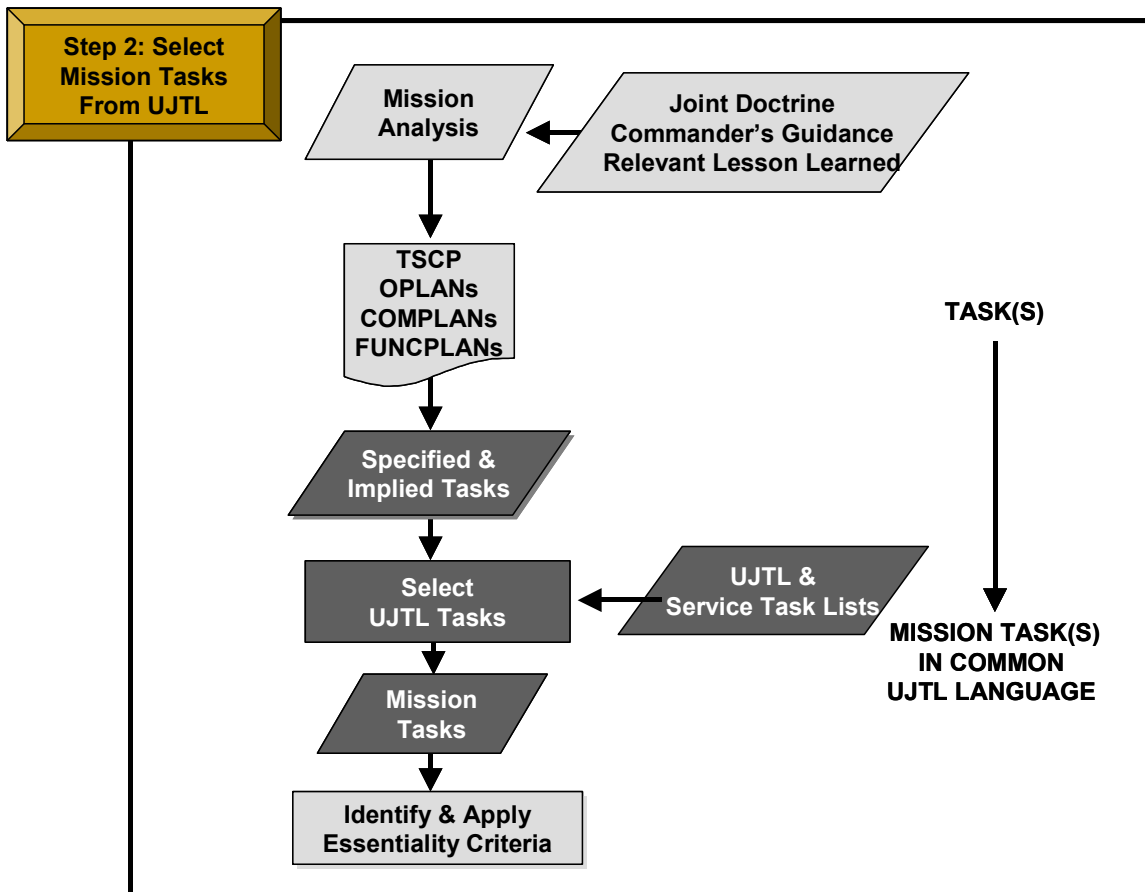 Step 2: Select
Mission Tasks
From UJTL
Mission
Analysis
Joint Doctrine
Commander's Guidance
Relevant Lesson Learned
TSCP
OPLANs
COMPLANs
FUNCPLANs
Specified &
Implied Tasks
Select
UJTL Tasks
UJTL &
Service Task Lists
Mission
Tasks
Identify & Apply
Essentiality Criteria
TASK(S)
MISSION TASK(S)
IN COMMON
UJTL LANGUAGE